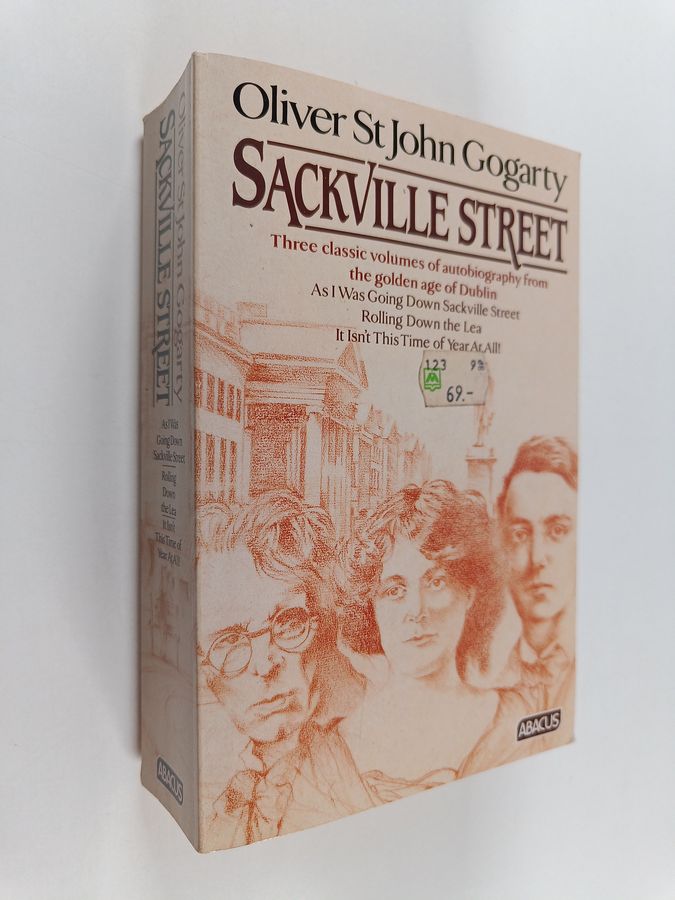 Oliver St John Gogarty
SACKVILLE STREET
Three classic volumes of autobiography from
the golden age of Dublin
As I Was Going Down Sackville Street
Rolling Down the Lea
It Isn't This Time of Year At All!
123
69.-
ABACUS
Oliver St John Gogarty
SACKVILLE STREET
As I Was
Going Down
Sackville Street
Rolling
Down
the Lea
It Isn't
This Time of
Year At All!
ABACUS